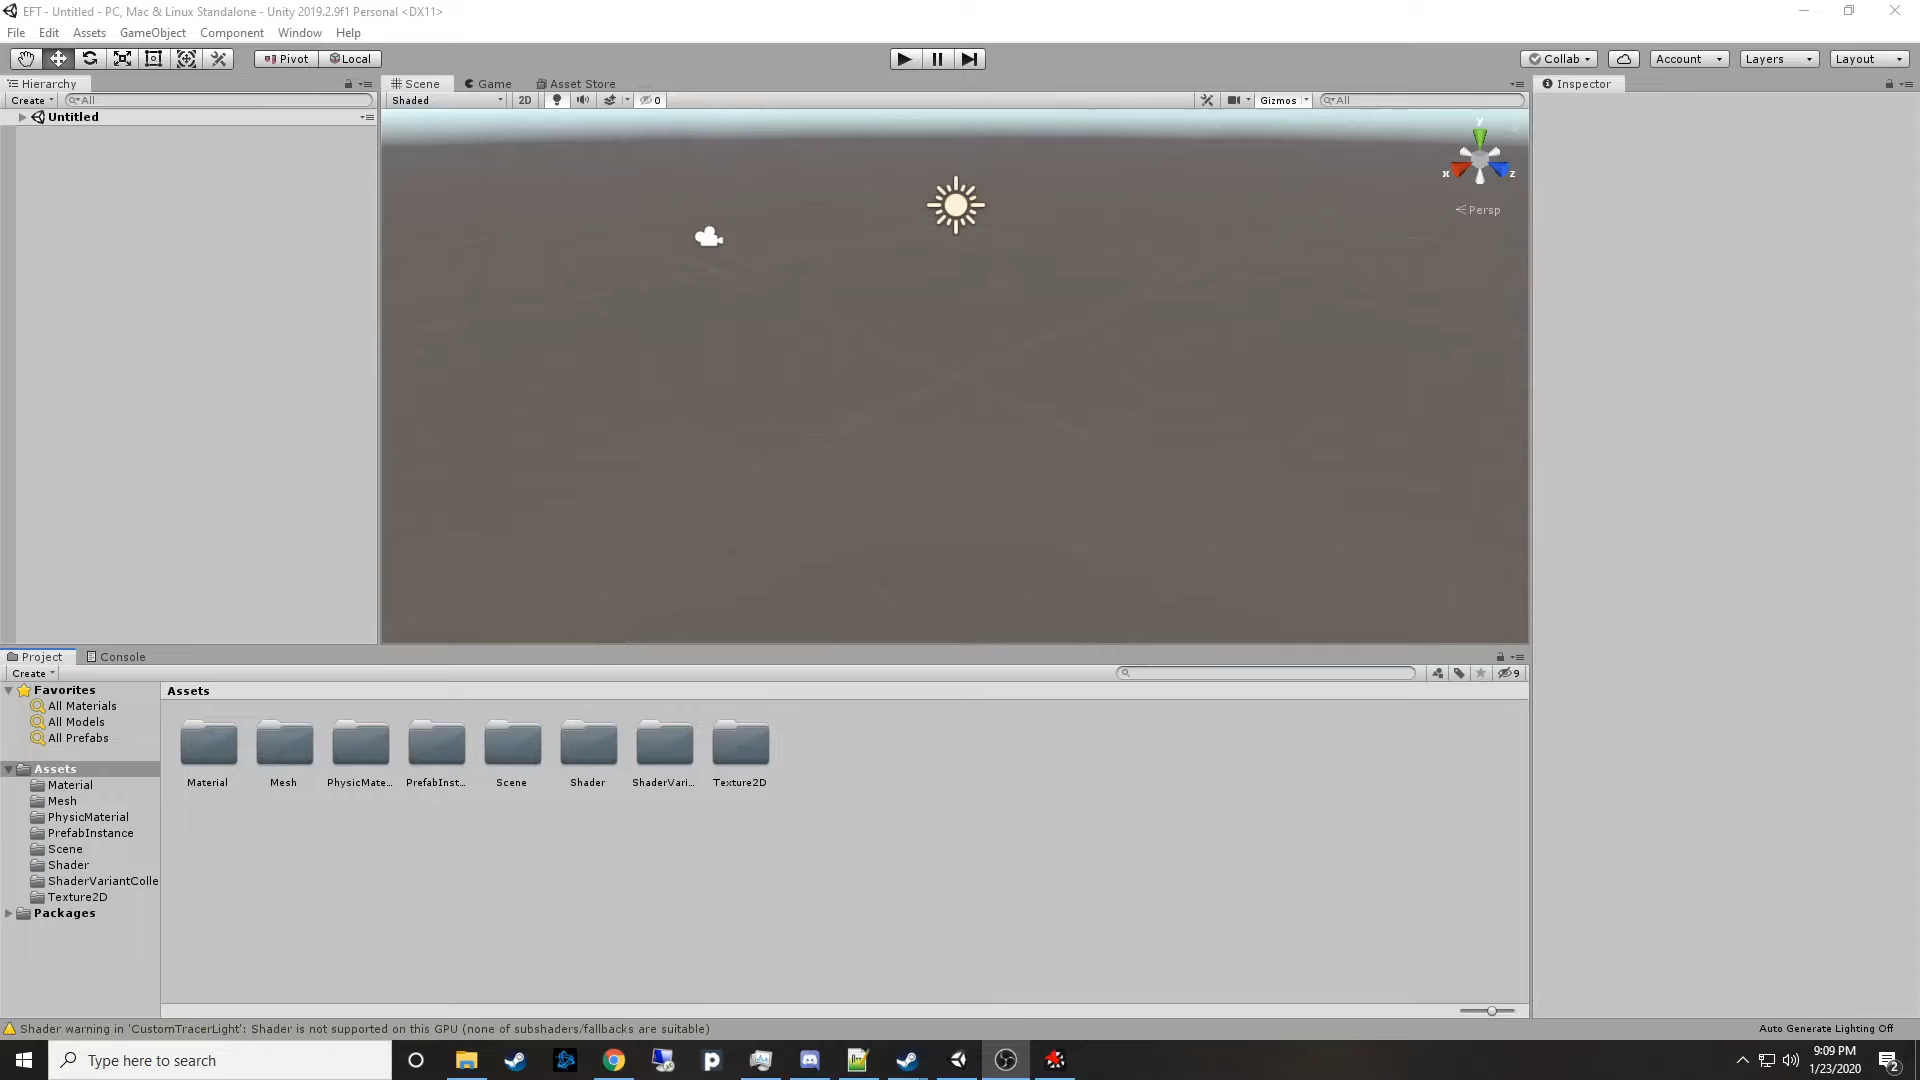 EFT - Untitled - PC, Mac & Linux Standalone - Unity 2019.2.9f1 Personal <DX11>
File Edit Assets GameObject Component Window Help
Pivot Local Collab Account Layers Layout
Hierarchy Scene Game Asset Store Inspector
Create All Shaded 2D 0 Gizmos All
Untitled
y
x z
Persp
Project Console
Create 9
Favorites
All Materials
All Models
All Prefabs
Assets
Material
Mesh
PhysicMaterial
PrefabInstance
Scene
Shader
ShaderVariantColle
Texture2D
Packages
Assets
Material Mesh PhysicMate... PrefabInst... Scene Shader ShaderVari... Texture2D
Shader warning in 'CustomTracerLight': Shader is not supported on this GPU (none of subshaders/fallbacks are suitable)
Auto Generate Lighting Off
Type here to search
9:09 PM
1/23/2020
2